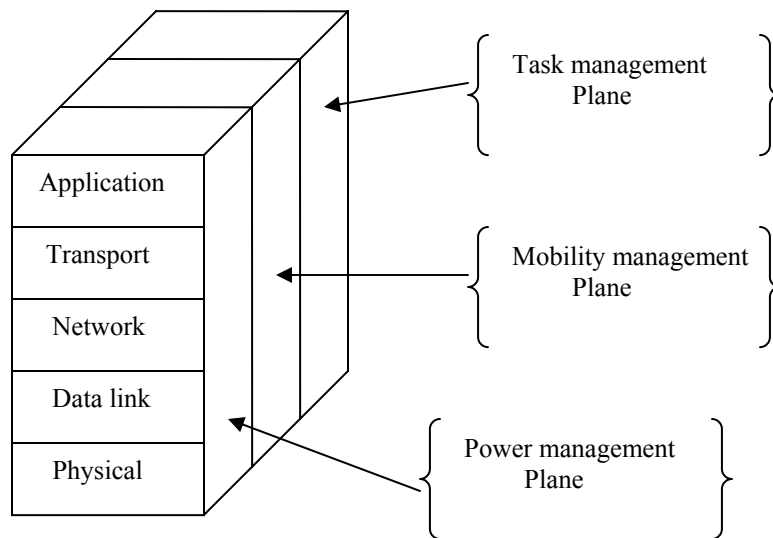 Task management
Plane
Application
Transport
Mobility management
Plane
Network
Data link
Power management
Plane
Physical